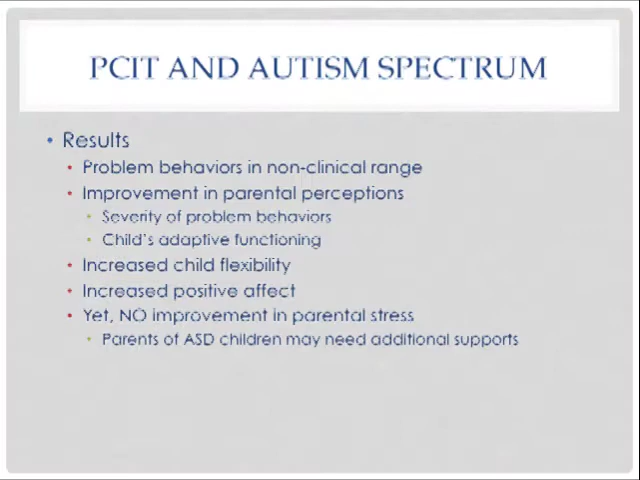 PCIT AND AUTISM SPECTRUM
• Results
• Problem behaviors in non-clinical range
• Improvement in parental perceptions
• Severity of problem behaviors
• Child's adaptive functioning
• Increased child flexibility
• Increased positive affect
• Yet, NO improvement in parental stress
• Parents of ASD children may need additional supports